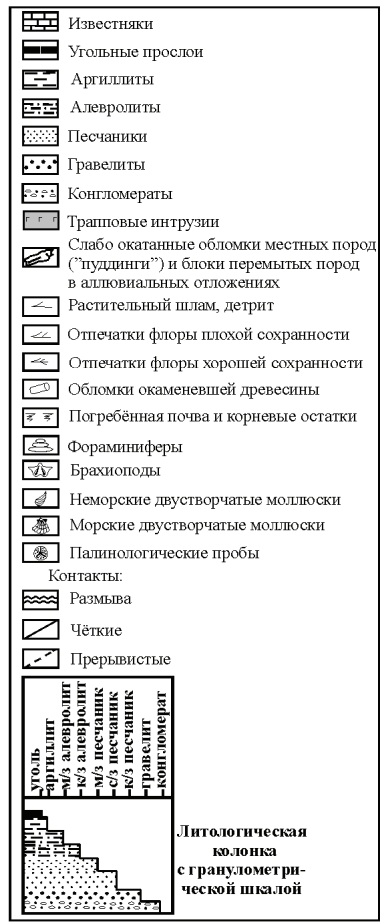 Известняки
Угольные прослои
Аргиллиты
Алевролиты
Песчаники
Гравелиты
Конгломераты
Трапповые интрузии
Слабо окатанные обломки местных пород
("пуддинги") и блоки перемытых пород
в аллювиальных отложениях
Растительный шлам, детрит
Отпечатки флоры плохой сохранности
Отпечатки флоры хорошей сохранности
Обломки окаменевшей древесины
Погребённая почва и корневые остатки
Фораминиферы
Брахиоподы
Неморские двустворчатые моллюски
Морские двустворчатые моллюски
Палинологические пробы
Контакты:
Размыва
Чёткие
Прерывистые
уголь
аргиллит
м/з алевролит
к/з алевролит
м/з песчаник
с/з песчаник
к/з песчаник
гравелит
конгломерат
Литологическая
колонка
с гранулометри-
ческой шкалой